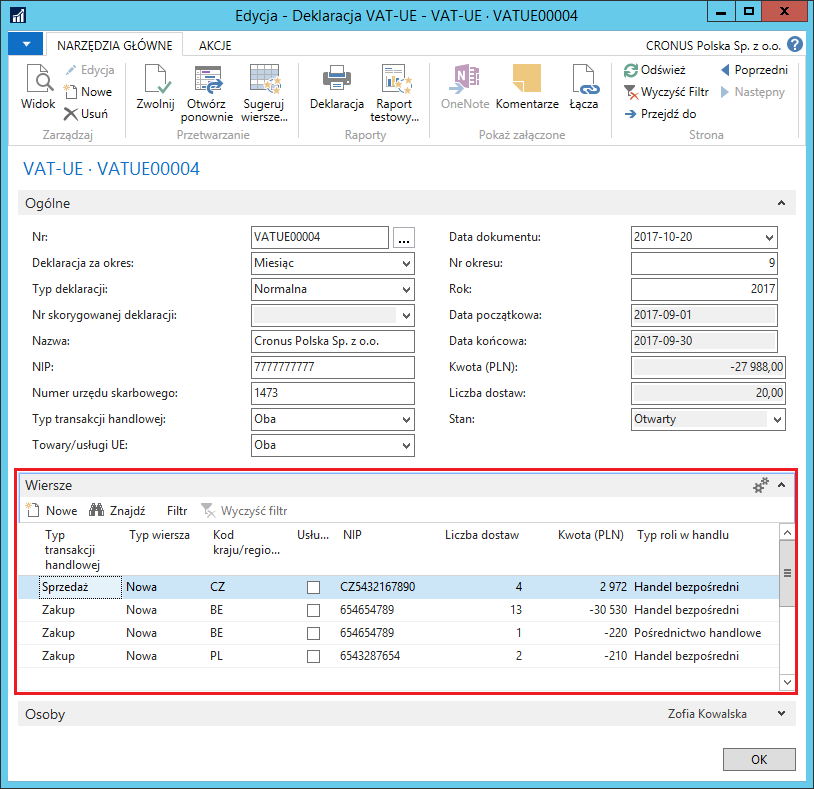 Edycja - Deklaracja VAT-UE - VAT-UE · VATUE00004
NARZĘDZIA GŁÓWNE AKCJE CRONUS Polska Sp. z o.o.
Widok
Edycja
Nowe
Usuń
Zarządzaj
Zwolnij
Otwórz ponownie
Sugeruj wiersze...
Przetwarzanie
Deklaracja
Raport testowy...
Raporty
OneNote
Komentarze
Łącza
Pokaż załączone
Odśwież
Wyczyść Filtr
Przejdź do
Poprzedni
Następny
Strona
VAT-UE · VATUE00004
Ogólne
Nr: VATUE00004 ...
Deklaracja za okres: Miesiąc
Typ deklaracji: Normalna
Nr skorygowanej deklaracji:
Nazwa: Cronus Polska Sp. z o.o.
NIP: 7777777777
Numer urzędu skarbowego: 1473
Typ transakcji handlowej: Oba
Towary/usługi UE: Oba
Data dokumentu: 2017-10-20
Nr okresu: 9
Rok: 2017
Data początkowa: 2017-09-01
Data końcowa: 2017-09-30
Kwota (PLN): -27 988,00
Liczba dostaw: 20,00
Stan: Otwarty
Wiersze
Nowe Znajdź Filtr Wyczyść filtr
Typ transakcji handlowej Typ wiersza Kod kraju/regio... Usłu... NIP Liczba dostaw Kwota (PLN) Typ roli w handlu
Sprzedaż Nowa CZ CZ5432167890 4 2 972 Handel bezpośredni
Zakup Nowa BE 654654789 13 -30 530 Handel bezpośredni
Zakup Nowa BE 654654789 1 -220 Pośrednictwo handlowe
Zakup Nowa PL 6543287654 2 -210 Handel bezpośredni
Osoby Zofia Kowalska
OK